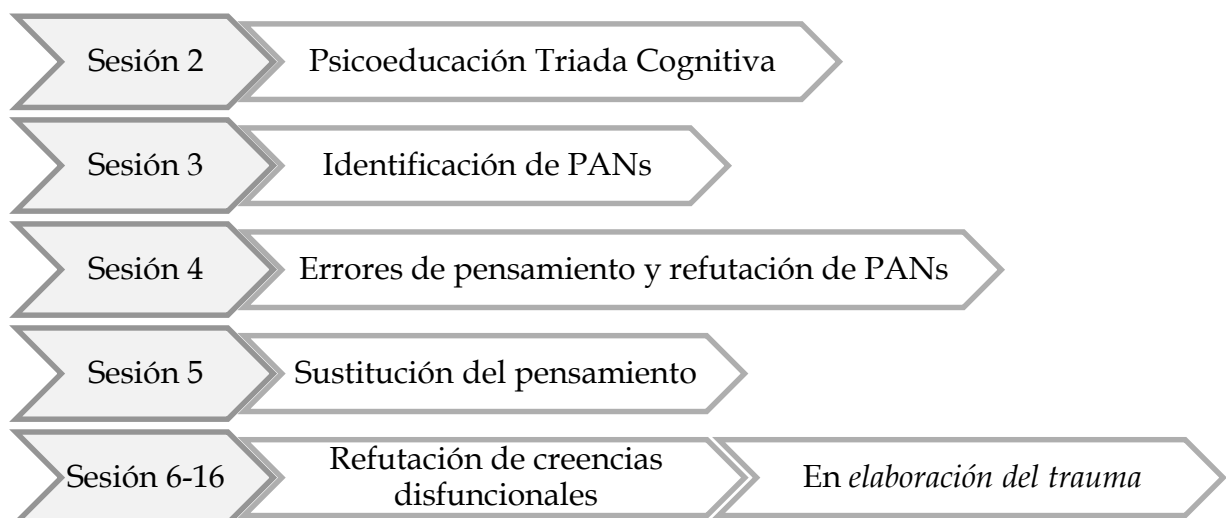 Sesión 2
Psicoeducación Triada Cognitiva
Sesión 3
Identificación de PANs
Sesión 4
Errores de pensamiento y refutación de PANs
Sesión 5
Sustitución del pensamiento
Sesión 6-16
Refutación de creencias
disfuncionales
En elaboración del trauma